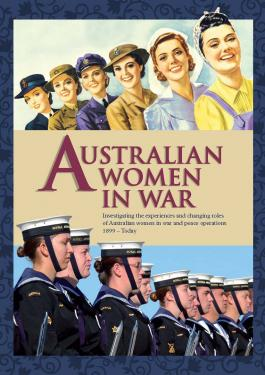 AUSTRALIAN
WOMEN
IN WAR
Investigating the experiences and changing roles
of Australian women in war and peace operations
1899 – Today